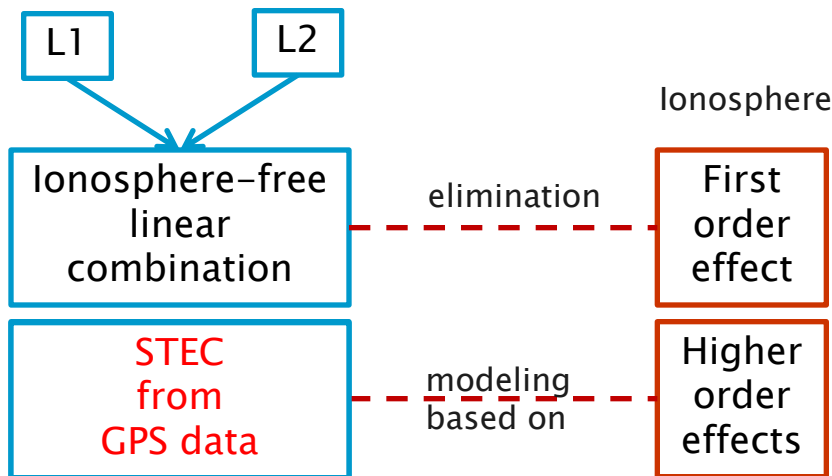 L1
L2
Ionosphere
Ionosphere-free
linear
combination
elimination
First
order
effect
STEC
from
GPS data
modeling
based on
Higher
order
effects